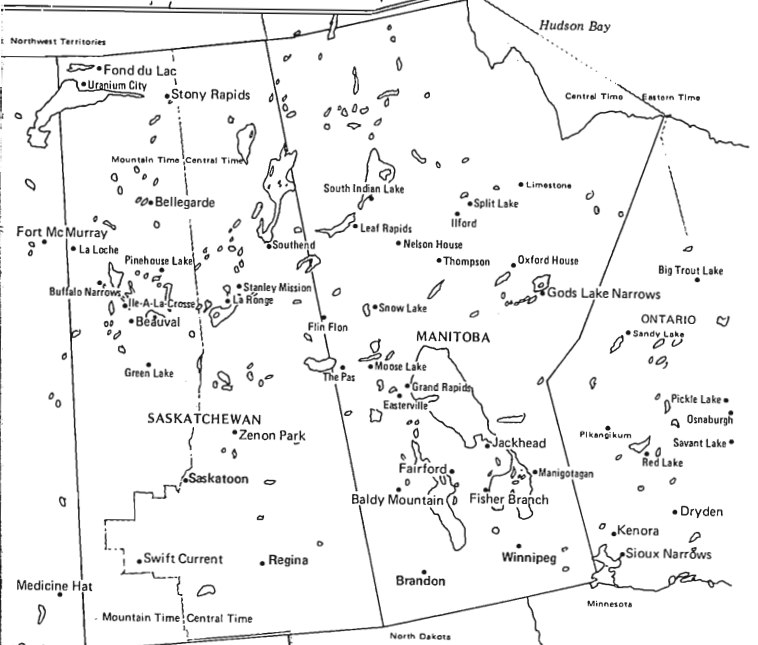 Hudson Bay
Northwest Territories
Fond du Lac
Uranium City
Stony Rapids
Central Time
Eastern Time
Mountain Time
Central Time
South Indian Lake
Limestone
Bellegarde
Split Lake
Ilford
Fort McMurray
Leaf Rapids
La Loche
Southend
Nelson House
Pinehouse Lake
Thompson
Oxford House
Big Trout Lake
Buffalo Narrows
Stanley Mission
Gods Lake Narrows
Ile-A-La-Crosse
La Ronge
Snow Lake
Beauval
Flin Flon
ONTARIO
MANITOBA
Sandy Lake
Green Lake
The Pas
Moose Lake
Grand Rapids
Easterville
Pickle Lake
SASKATCHEWAN
Osnaburgh
Zenon Park
Pikangikum
Jackhead
Savant Lake
Red Lake
Fairford
Manigotagan
Saskatoon
Baldy Mountain
Fisher Branch
Dryden
Kenora
Swift Current
Regina
Winnipeg
Sioux Narrows
Medicine Hat
Brandon
Minnesota
Mountain Time
Central Time
North Dakota